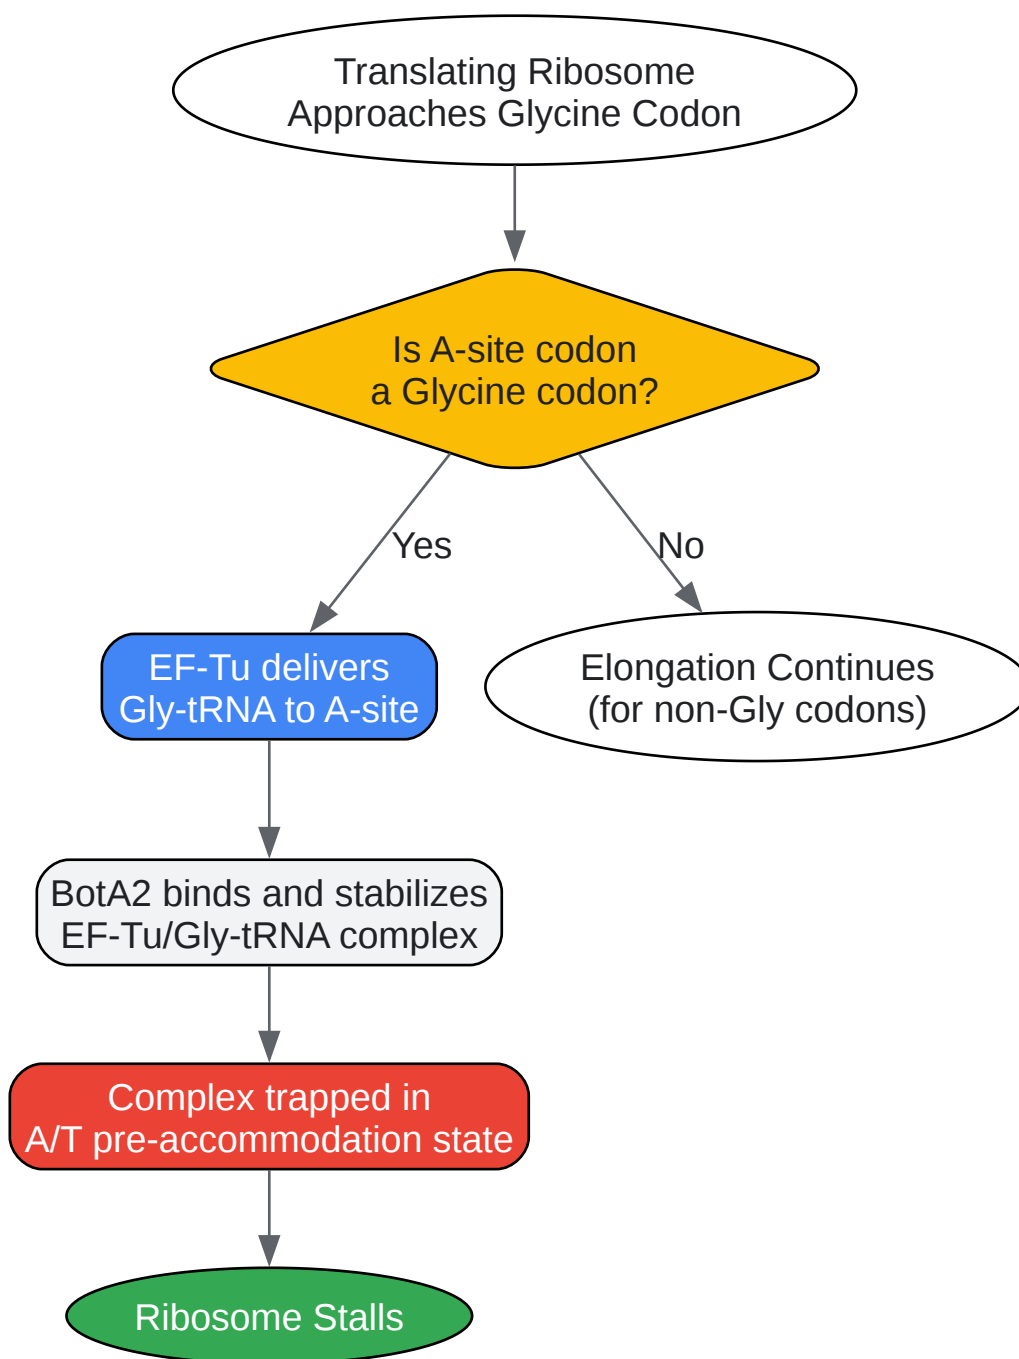 Translating Ribosome
Approaches Glycine Codon
Is A-site codon
a Glycine codon?
Yes
No
EF-Tu delivers
Gly-tRNA to A-site
Elongation Continues
(for non-Gly codons)
BotA2 binds and stabilizes
EF-Tu/Gly-tRNA complex
Complex trapped in
A/T pre-accommodation state
Ribosome Stalls